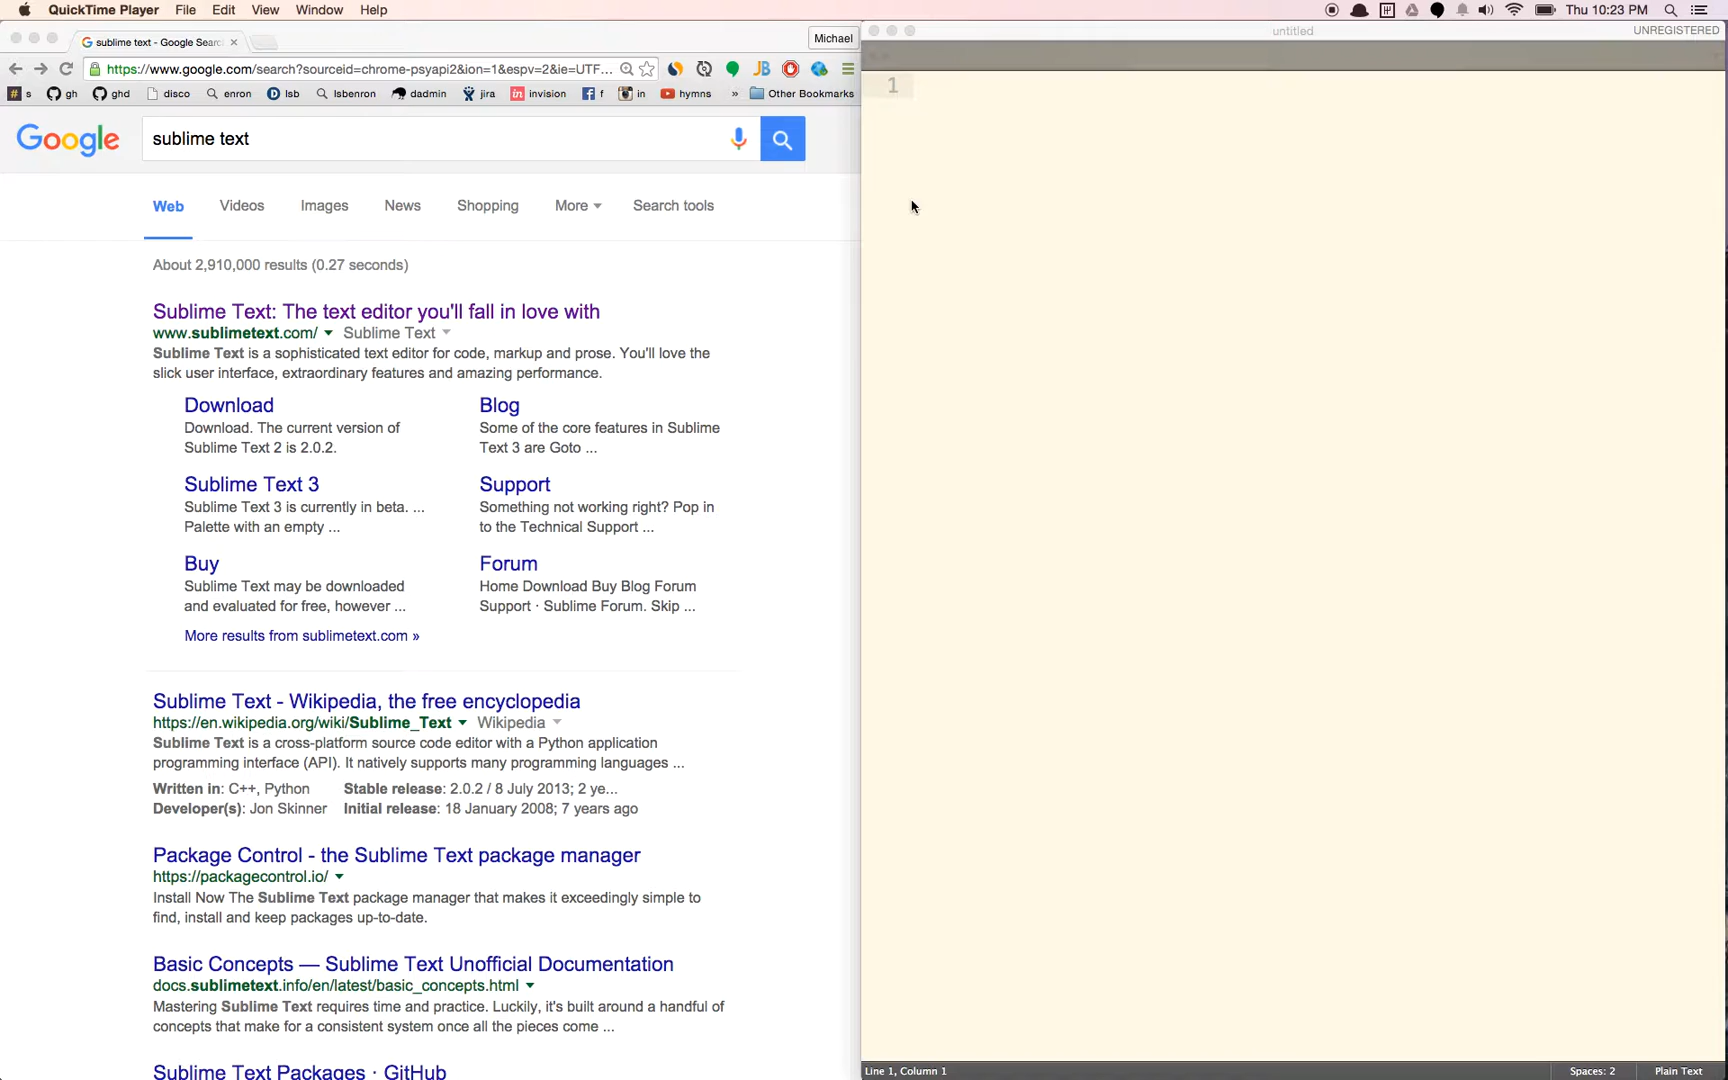 QuickTime Player File Edit View Window Help Thu 10:23 PM
sublime text - Google Searc Michael
https://www.google.com/search?sourceid=chrome-psyapi2&ion=1&espv=2&ie=UTF...
s gh ghd disco enron lsb lsbenron dadmin jira invision f in hymns » Other Bookmarks
Google sublime text
Web Videos Images News Shopping More Search tools
About 2,910,000 results (0.27 seconds)
Sublime Text: The text editor you'll fall in love with
www.sublimetext.com/ Sublime Text
Sublime Text is a sophisticated text editor for code, markup and prose. You'll love the
slick user interface, extraordinary features and amazing performance.
Download
Download. The current version of
Sublime Text 2 is 2.0.2.
Blog
Some of the core features in Sublime
Text 3 are Goto ...
Sublime Text 3
Sublime Text 3 is currently in beta. ...
Palette with an empty ...
Support
Something not working right? Pop in
to the Technical Support ...
Buy
Sublime Text may be downloaded
and evaluated for free, however ...
Forum
Home Download Buy Blog Forum
Support · Sublime Forum. Skip ...
More results from sublimetext.com »
Sublime Text - Wikipedia, the free encyclopedia
https://en.wikipedia.org/wiki/Sublime_Text Wikipedia
Sublime Text is a cross-platform source code editor with a Python application
programming interface (API). It natively supports many programming languages ...
Written in: C++, Python Stable release: 2.0.2 / 8 July 2013; 2 ye...
Developer(s): Jon Skinner Initial release: 18 January 2008; 7 years ago
Package Control - the Sublime Text package manager
https://packagecontrol.io/
Install Now The Sublime Text package manager that makes it exceedingly simple to
find, install and keep packages up-to-date.
Basic Concepts — Sublime Text Unofficial Documentation
docs.sublimetext.info/en/latest/basic_concepts.html
Mastering Sublime Text requires time and practice. Luckily, it's built around a handful of
concepts that make for a consistent system once all the pieces come ...
Sublime Text Packages · GitHub
untitled UNREGISTERED
1
Line 1, Column 1 Spaces: 2 Plain Text